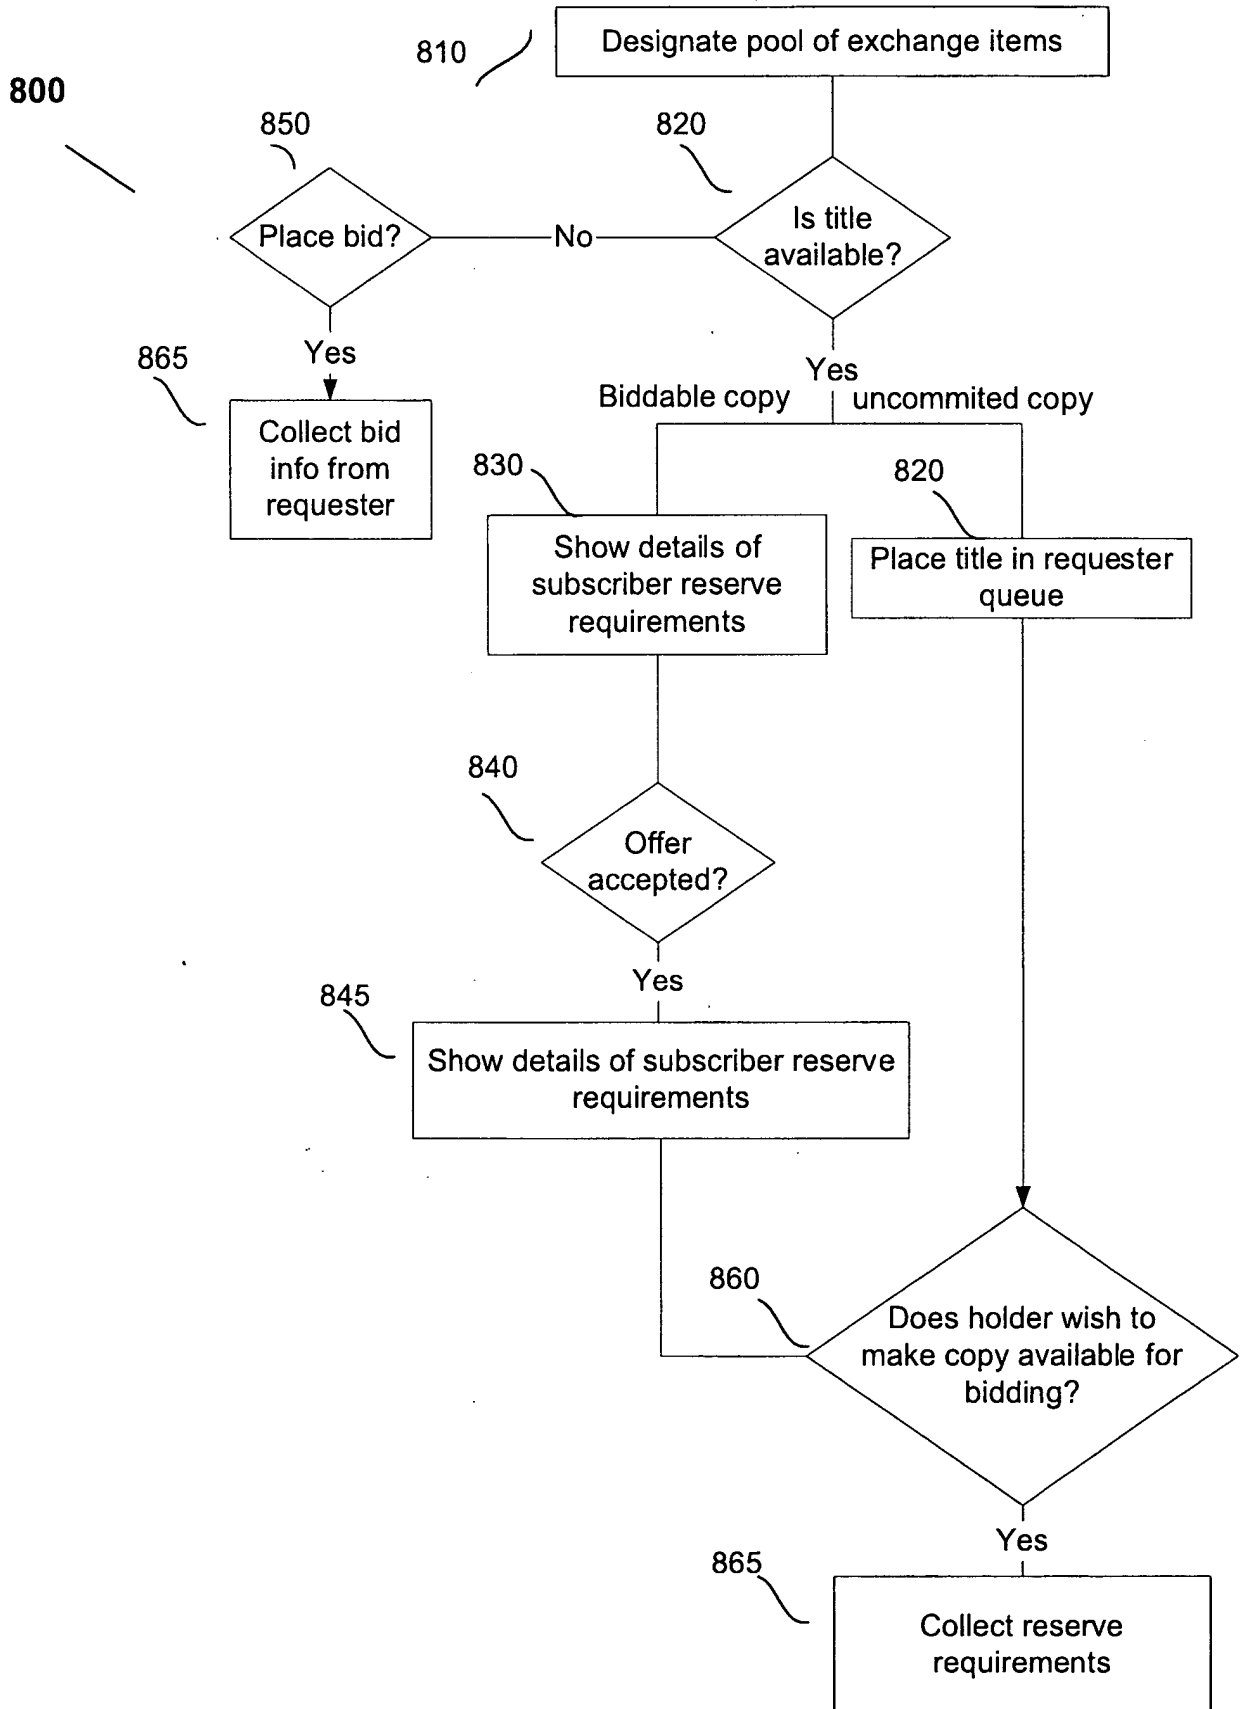 Designate pool of exchange items
810
800
850
820
Place bid?
No
Is title
available?
Yes
865
Collect bid
info from
requester
Yes
Biddable copy
uncommited copy
830
Show details of
subscriber reserve
requirements
820
Place title in requester
queue
840
Offer
accepted?
Yes
845
Show details of subscriber reserve
requirements
860
Does holder wish to
make copy available for
bidding?
Yes
865
Collect reserve
requirements